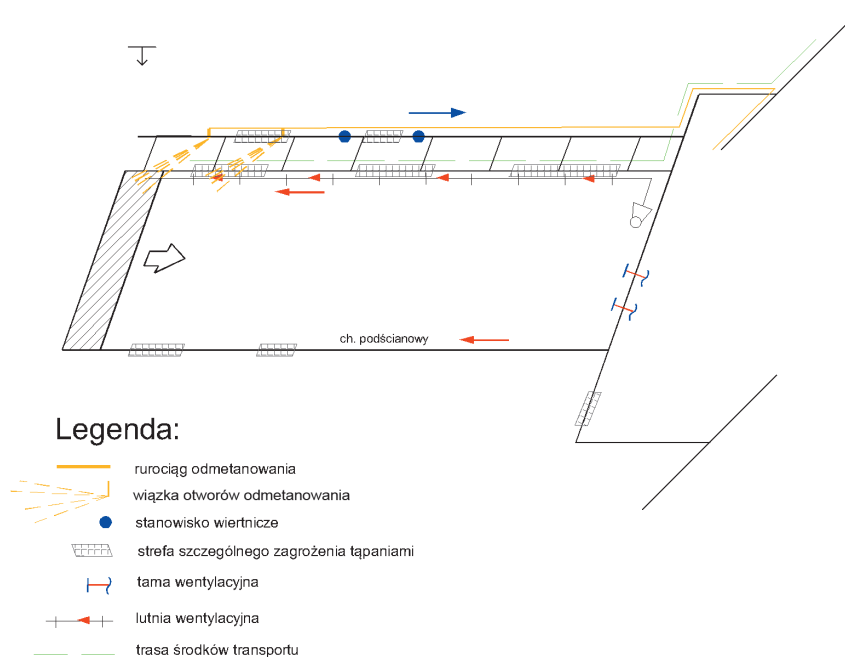 ch. podścianowy
Legenda:
rurociąg odmetanowania
wiązka otworów odmetanowania
stanowisko wiertnicze
strefa szczególnego zagrożenia tąpaniami
tama wentylacyjna
lutnia wentylacyjna
trasa środków transportu